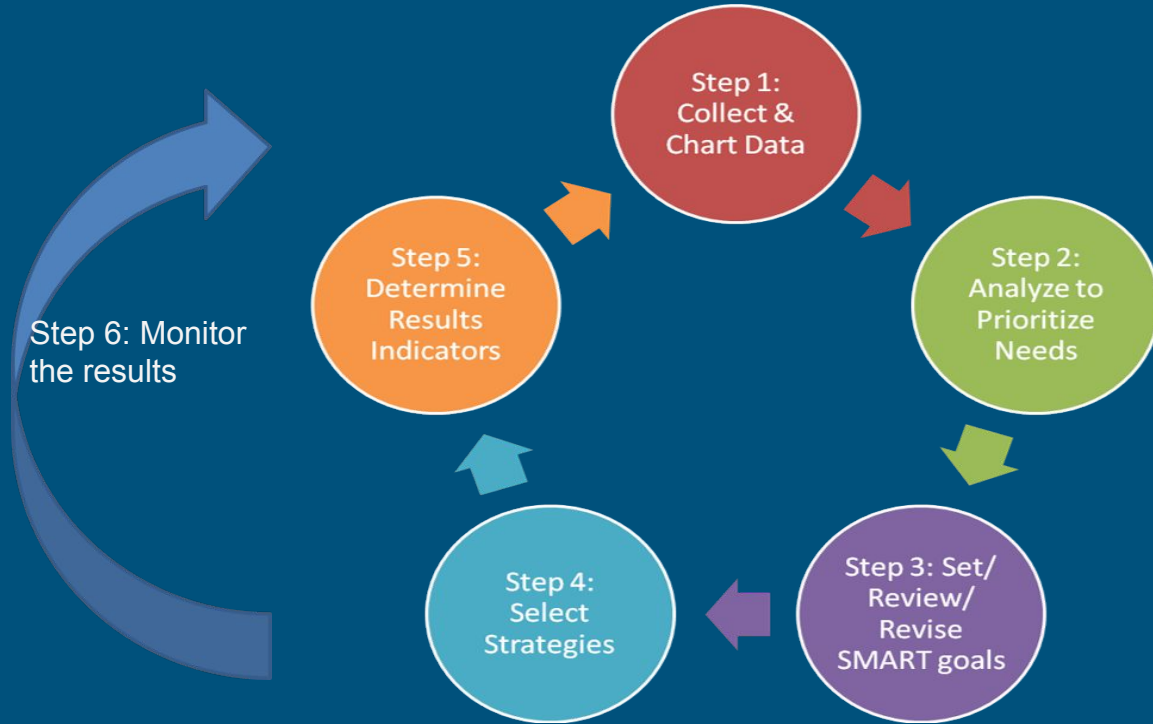 Step 1:
Collect &
Chart Data
Step 2:
Analyze to
Prioritize
Needs
Step 3: Set/
Review/
Revise
SMART goals
Step 4:
Select
Strategies
Step 5:
Determine
Results
Indicators
Step 6: Monitor
the results